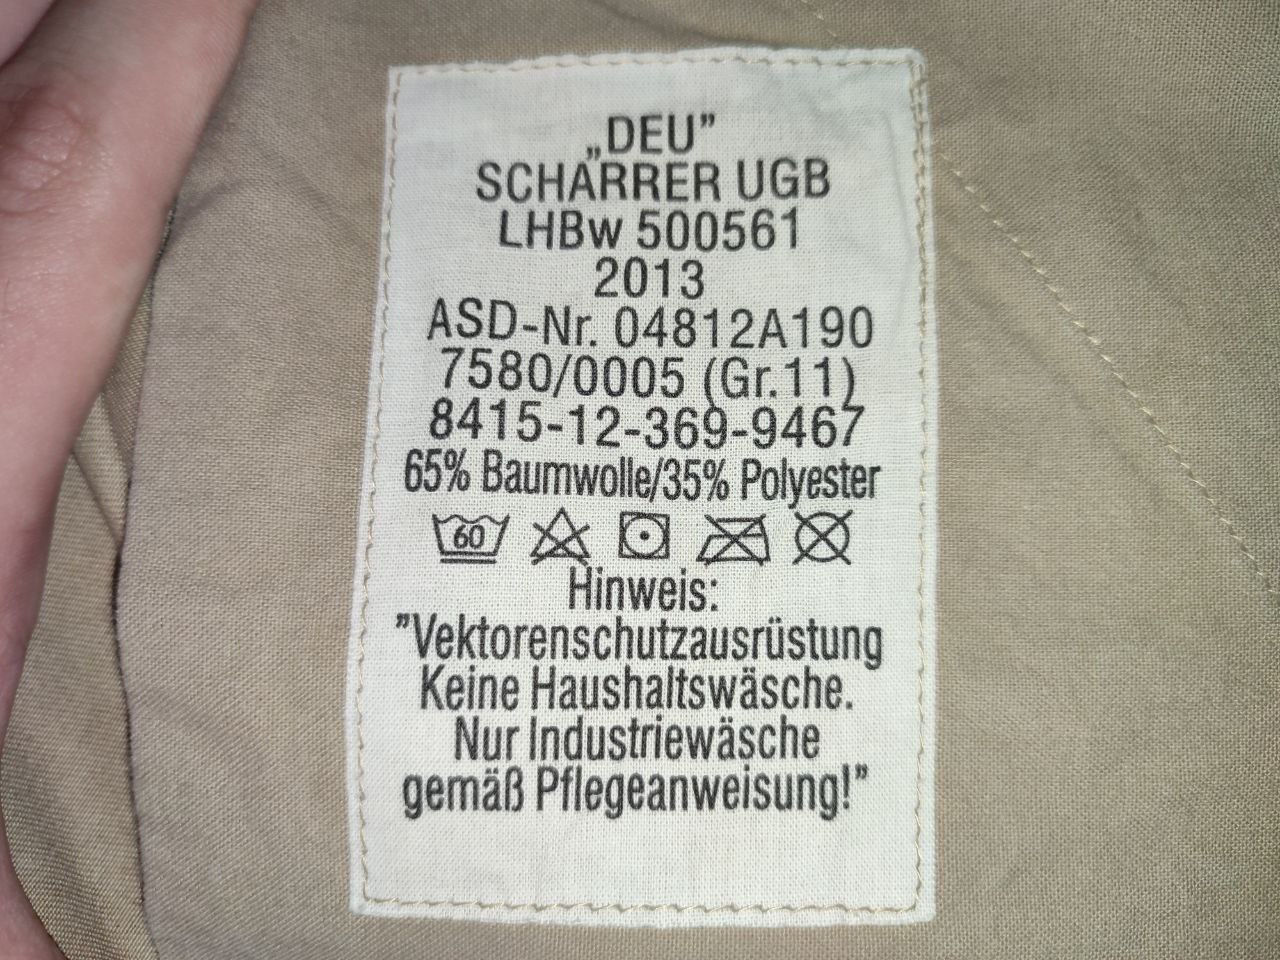 „DEU”
SCHARRER UGB
LHBw 500561
2013
ASD-Nr. 04812A190
7580/0005 (Gr.11)
8415-12-369-9467
65% Baumwolle/35% Polyester
60
Hinweis:
”Vektorenschutzausrüstung
Keine Haushaltswäsche.
Nur Industriewäsche
gemäß Pflegeanweisung!”